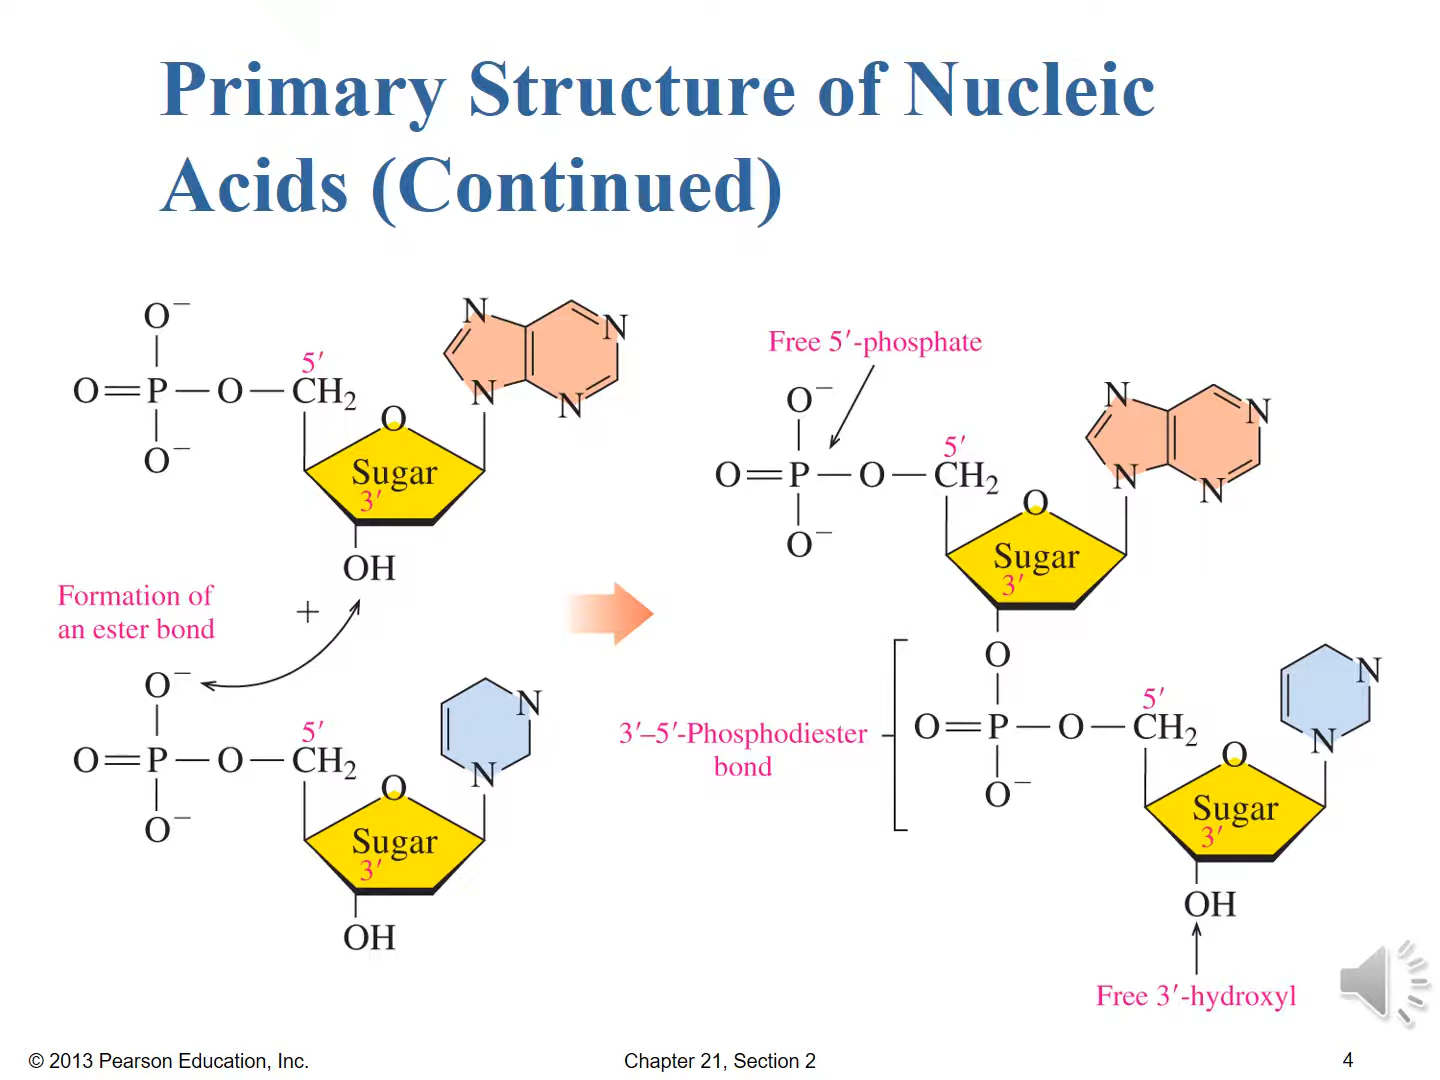 Primary Structure of Nucleic
Acids (Continued)
O⁻
O=P—O—CH₂
5′
O⁻
O
N
N
N
N
Sugar
3′
OH
Formation of
an ester bond
+
O⁻
O=P—O—CH₂
5′
O⁻
O
N
N
Sugar
3′
OH
Free 5′-phosphate
O⁻
O=P—O—CH₂
5′
O⁻
O
N
N
N
N
Sugar
3′
O
3′–5′-Phosphodiester
bond
O=P—O—CH₂
5′
O⁻
O
N
N
Sugar
3′
OH
Free 3′-hydroxyl
© 2013 Pearson Education, Inc.
Chapter 21, Section 2
4